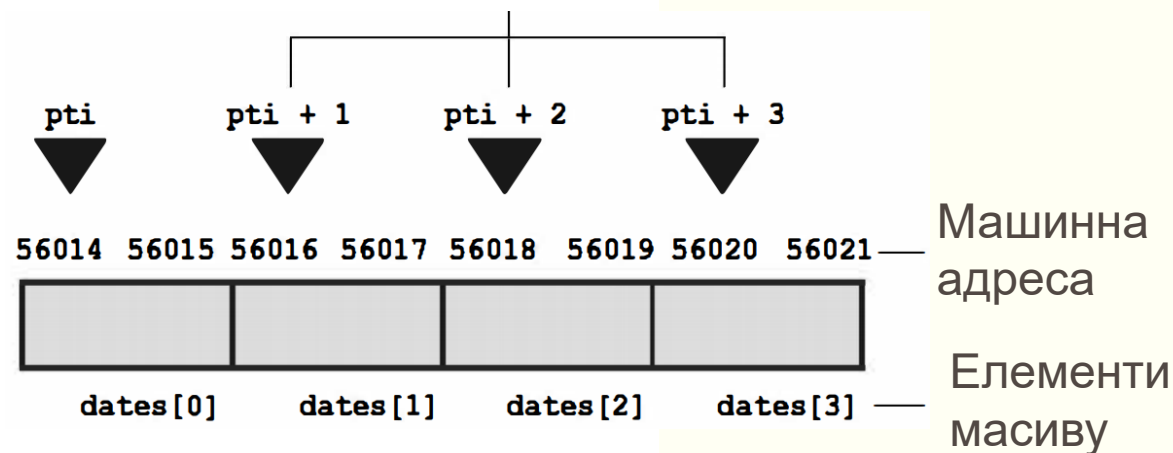 pti pti + 1 pti + 2 pti + 3
56014 56015 56016 56017 56018 56019 56020 56021
Машинна
адреса
dates[0] dates[1] dates[2] dates[3]
Елементи
масиву